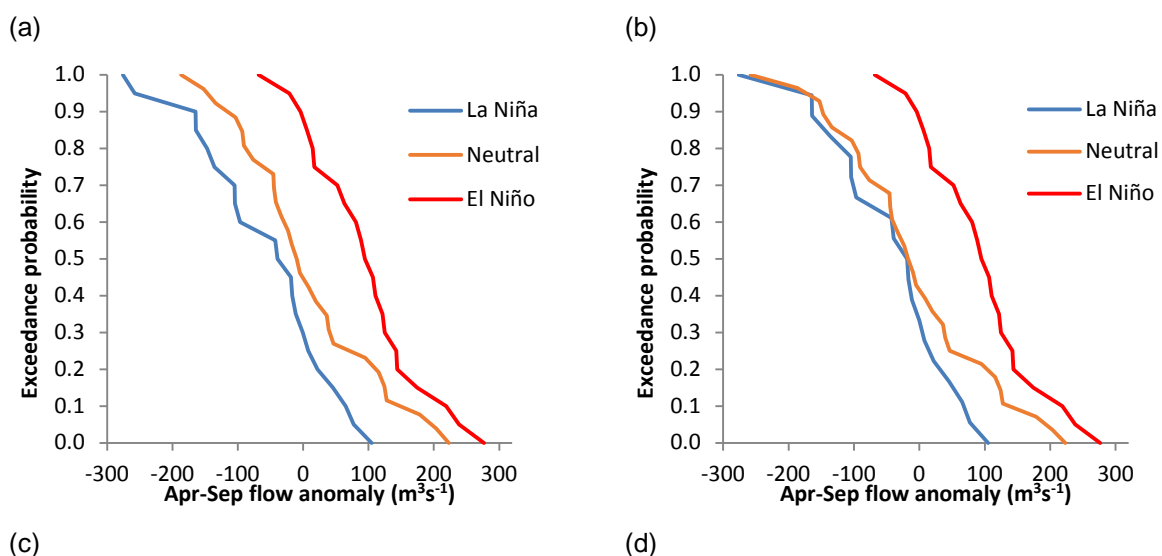 (a)
(b)
1.0
0.9
0.8
0.7
0.6
0.5
0.4
0.3
0.2
0.1
0.0
Exceedance probability
La Niña
Neutral
El Niño
-300 -200 -100 0 100 200 300
Apr-Sep flow anomaly (m³s⁻¹)
1.0
0.9
0.8
0.7
0.6
0.5
0.4
0.3
0.2
0.1
0.0
Exceedance probability
La Niña
Neutral
El Niño
-300 -200 -100 0 100 200 300
Apr-Sep flow anomaly (m³s⁻¹)
(c)
(d)